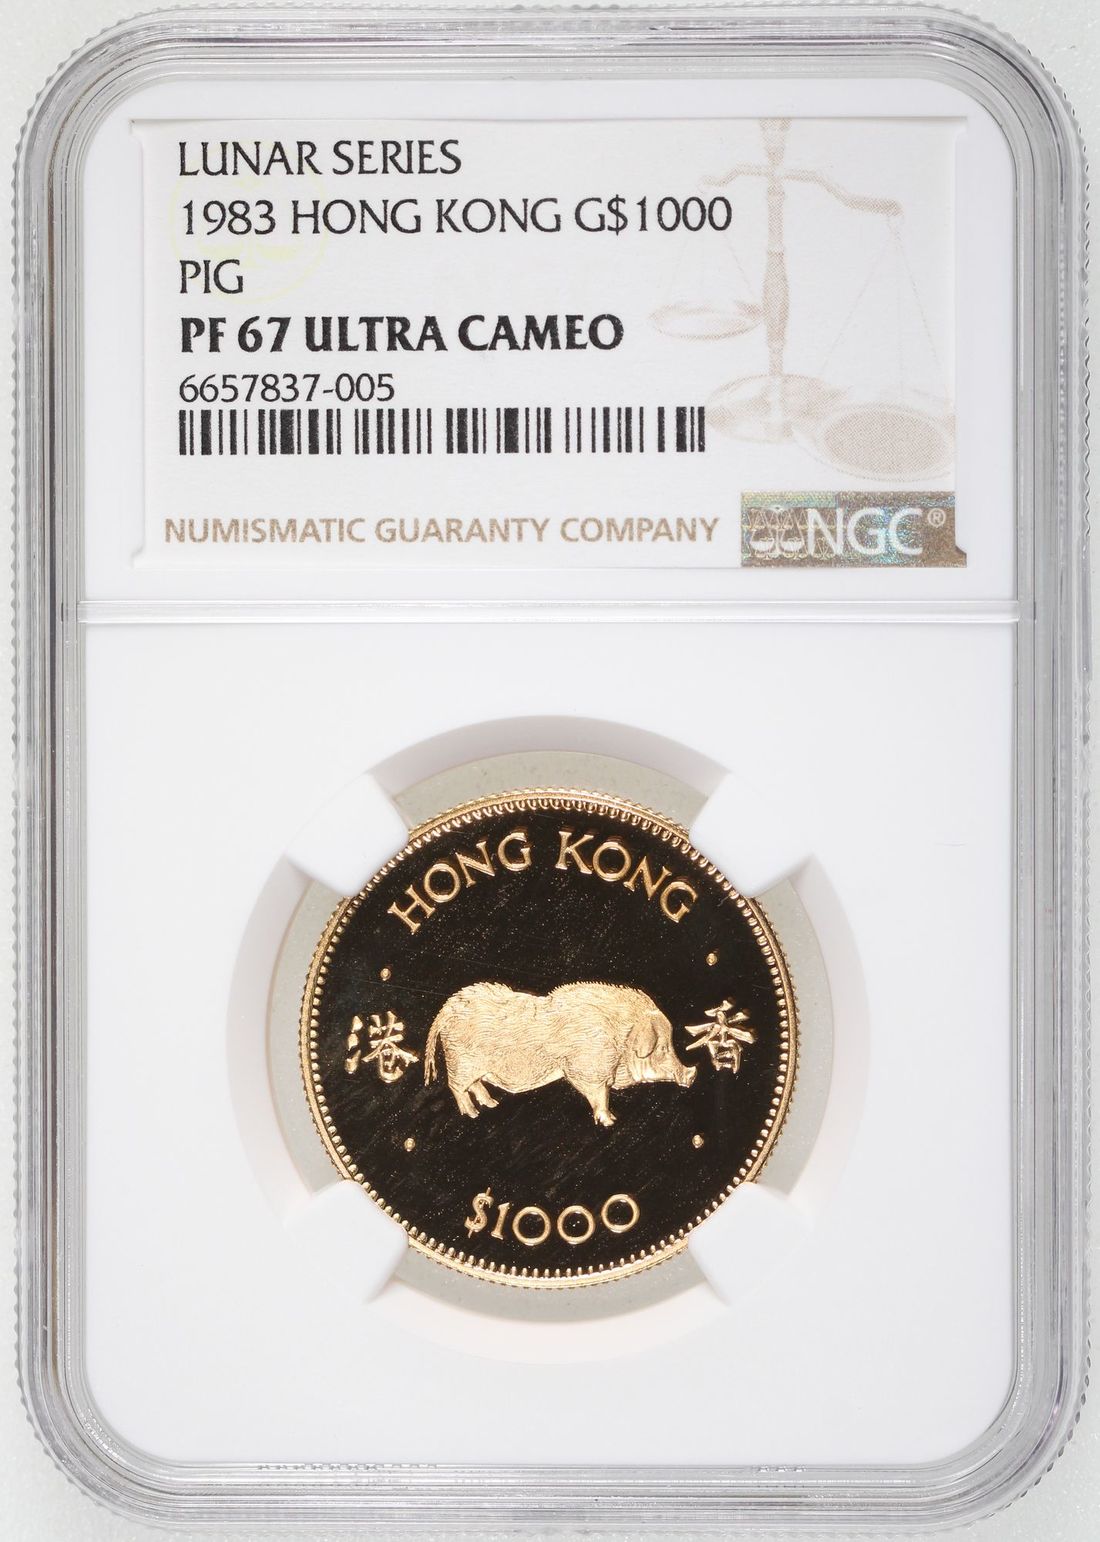 LUNAR SERIES
1983 HONG KONG G$1000
PIG
PF 67 ULTRA CAMEO
6657837-005
NUMISMATIC GUARANTY COMPANY
NGC®
HONG KONG
港 香
$1000